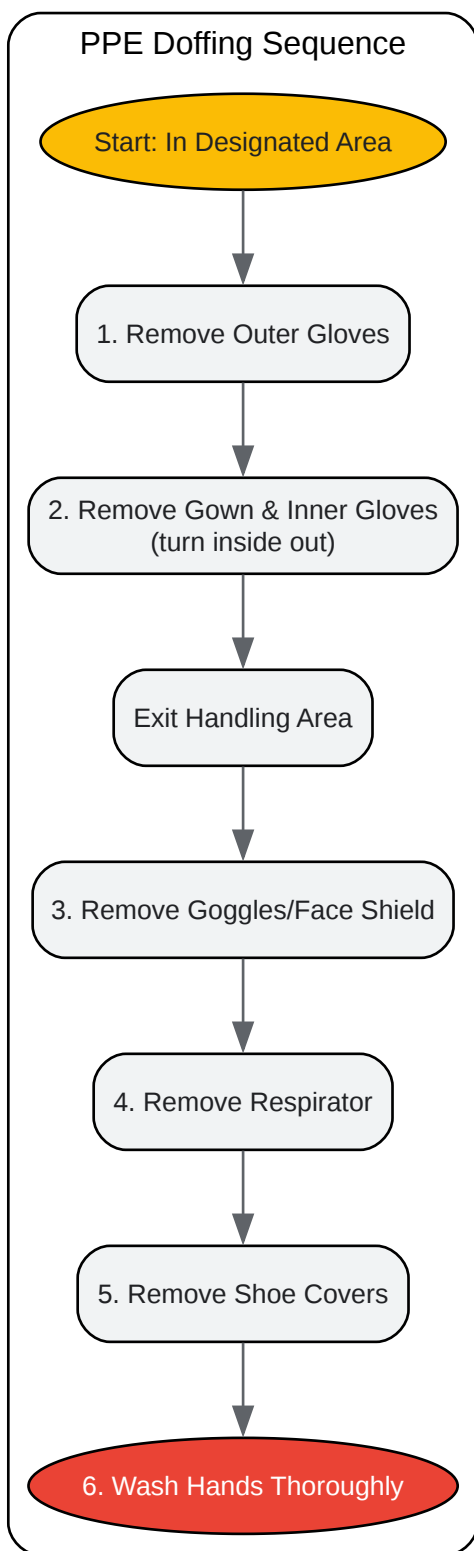 PPE Doffing Sequence
Start: In Designated Area
1. Remove Outer Gloves
2. Remove Gown & Inner Gloves
(turn inside out)
Exit Handling Area
3. Remove Goggles/Face Shield
4. Remove Respirator
5. Remove Shoe Covers
6. Wash Hands Thoroughly